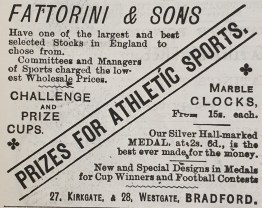 FATTORINI & SONS
Have one of the largest and best
selected Stocks in England to
chose from.
Committees and Managers
of Sports charged the low-
est Wholesale Prices.
CHALLENGE
AND
PRIZE
CUPS.
PRIZES FOR ATHLETIC SPORTS.
MARBLE
CLOCKS,
From 15s. each.
Our Silver Hall-marked
MEDAL at 2s. 6d., is the
best ever made for the money.
New and Special Designs in Medals
for Cup Winners and Football Contests
27, KIRKGATE, & 28, WESTGATE, BRADFORD.